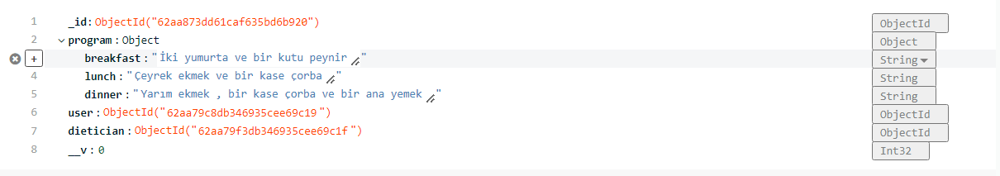 1 _id: ObjectId("62aa873dd61caf635bd6b920") ObjectId
2 program : Object Object
+ breakfast : "İki yumurta ve bir kutu peynir" String
4 lunch : "Çeyrek ekmek ve bir kase çorba" String
5 dinner : "Yarım ekmek , bir kase çorba ve bir ana yemek" String
6 user : ObjectId("62aa79c8db346935cee69c19") ObjectId
7 dietician : ObjectId("62aa79f3db346935cee69c1f") ObjectId
8 __v : 0 Int32